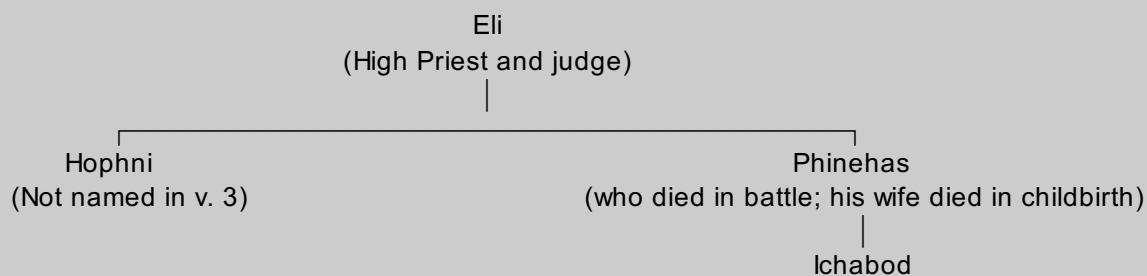 Eli
(High Priest and judge)
Hophni
(Not named in v. 3)
Phinehas
(who died in battle; his wife died in childbirth)
Ichabod